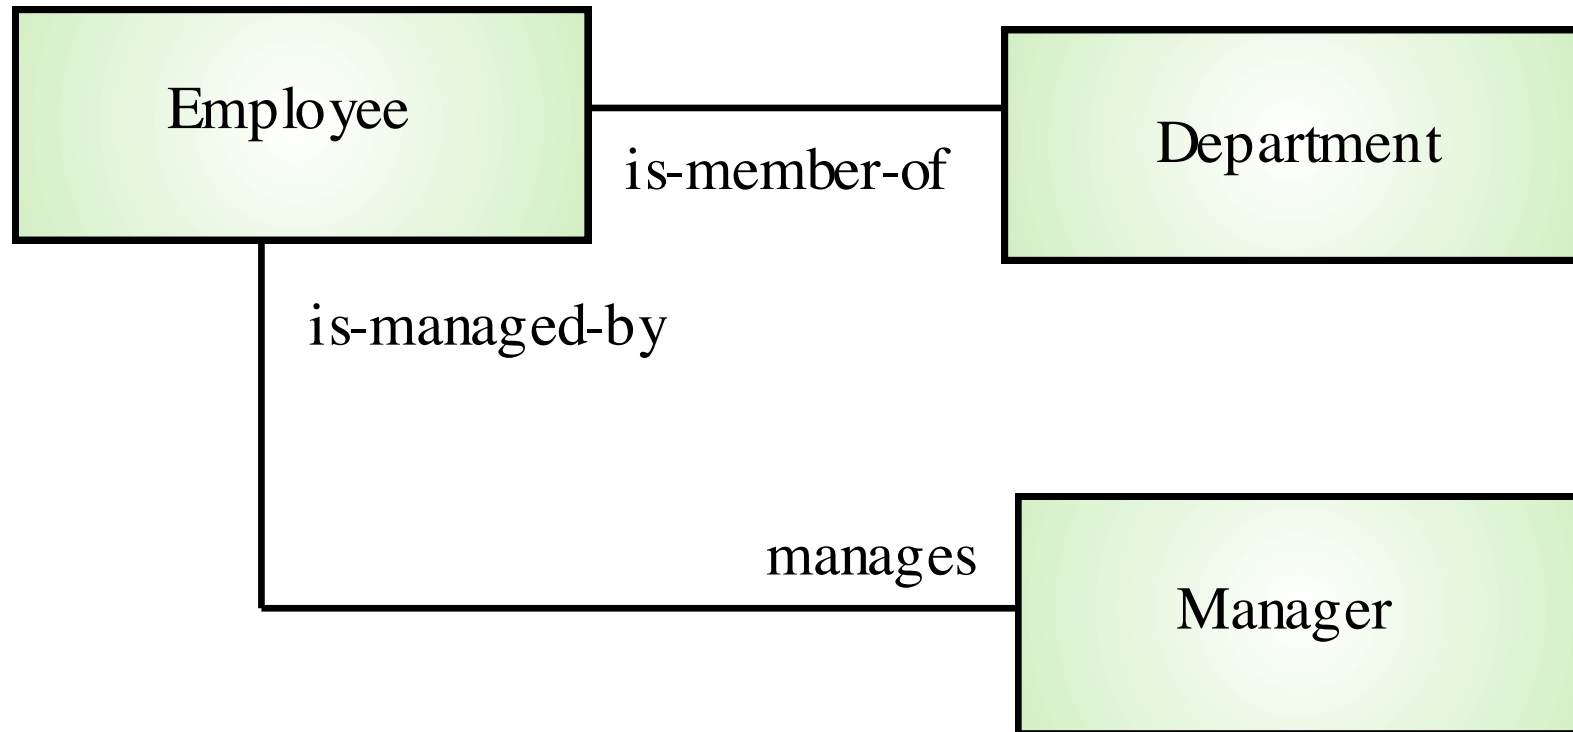 Employee
Department
is-member-of
is-managed-by
manages
Manager